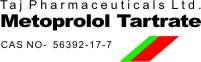 Taj Pharmaceuticals Ltd.
Metoprolol Tartrate
CAS NO- 56392-17-7